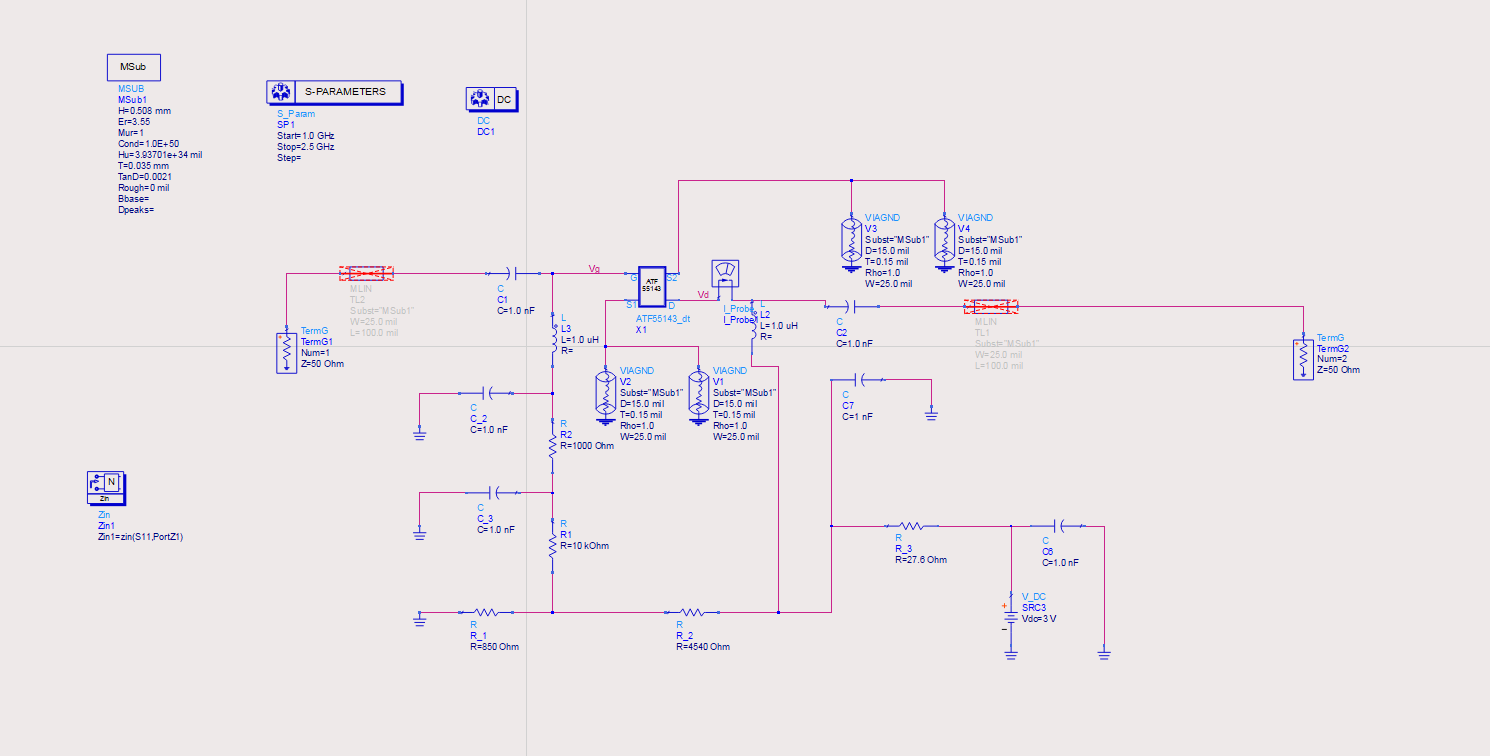 MSub
MSUB
MSub1
H=0.508 mm
Er=3.55
Mur=1
Cond=1.0E+50
Hu=3.93701e+34 mil
T=0.035 mm
TanD=0.0021
Rough=0 mil
Bbase=
Dpeaks=
S-PARAMETERS
S_Param
SP1
Start=1.0 GHz
Stop=2.5 GHz
Step=
DC
DC
DC1
VIAGND
V3
Subst="MSub1"
D=15.0 mil
T=0.15 mil
Rho=1.0
W=25.0 mil
VIAGND
V4
Subst="MSub1"
D=15.0 mil
T=0.15 mil
Rho=1.0
W=25.0 mil
MLIN
TL2
Subst="MSub1"
W=25.0 mil
L=100.0 mil
C
C1
C=1.0 nF
Vg
G
S2
S1
D
ATF
55143
ATF55143_dt
X1
Vd
I_Probe
L
L2
L=1.0 uH
R=
C
C2
C=1.0 nF
MLIN
TL1
Subst="MSub1"
W=25.0 mil
L=100.0 mil
TermG
TermG1
Num=1
Z=50 Ohm
L
L3
L=1.0 uH
R=
TermG
TermG2
Num=2
Z=50 Ohm
VIAGND
V2
Subst="MSub1"
D=15.0 mil
T=0.15 mil
Rho=1.0
W=25.0 mil
VIAGND
V1
Subst="MSub1"
D=15.0 mil
T=0.15 mil
Rho=1.0
W=25.0 mil
C
C7
C=1 nF
C
C_2
C=1.0 nF
R
R2
R=1000 Ohm
N
Zin
Zin
Zin1
Zin1=zin(S11,PortZ1)
C
C_3
C=1.0 nF
R
R1
R=10 kOhm
R
R_3
R=27.6 Ohm
C
C6
C=1.0 nF
V_DC
SRC3
Vdc=3 V
R
R_1
R=850 Ohm
R
R_2
R=4540 Ohm